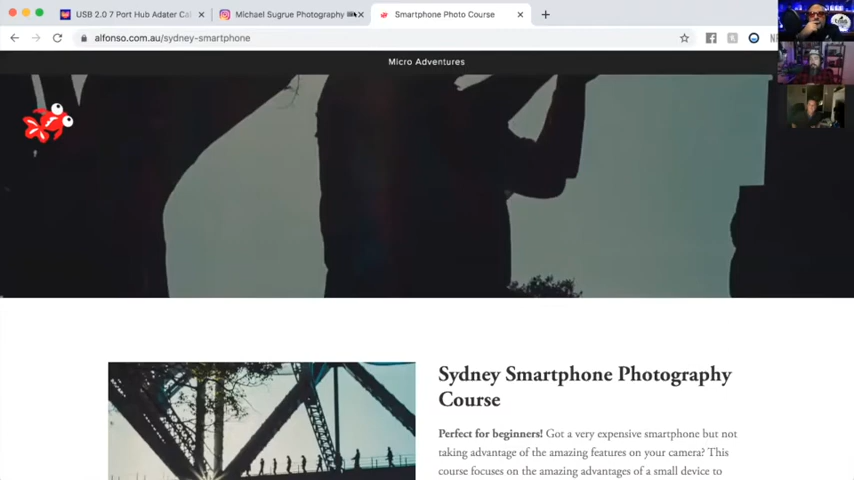 USB 2.0 7 Port Hub Adater Cal
Michael Sugrue Photography
Smartphone Photo Course
alfonso.com.au/sydney-smartphone
Micro Adventures
Sydney Smartphone Photography
Course
Perfect for beginners! Got a very expensive smartphone but not
taking advantage of the amazing features on your camera? This
course focuses on the amazing advantages of a small device to